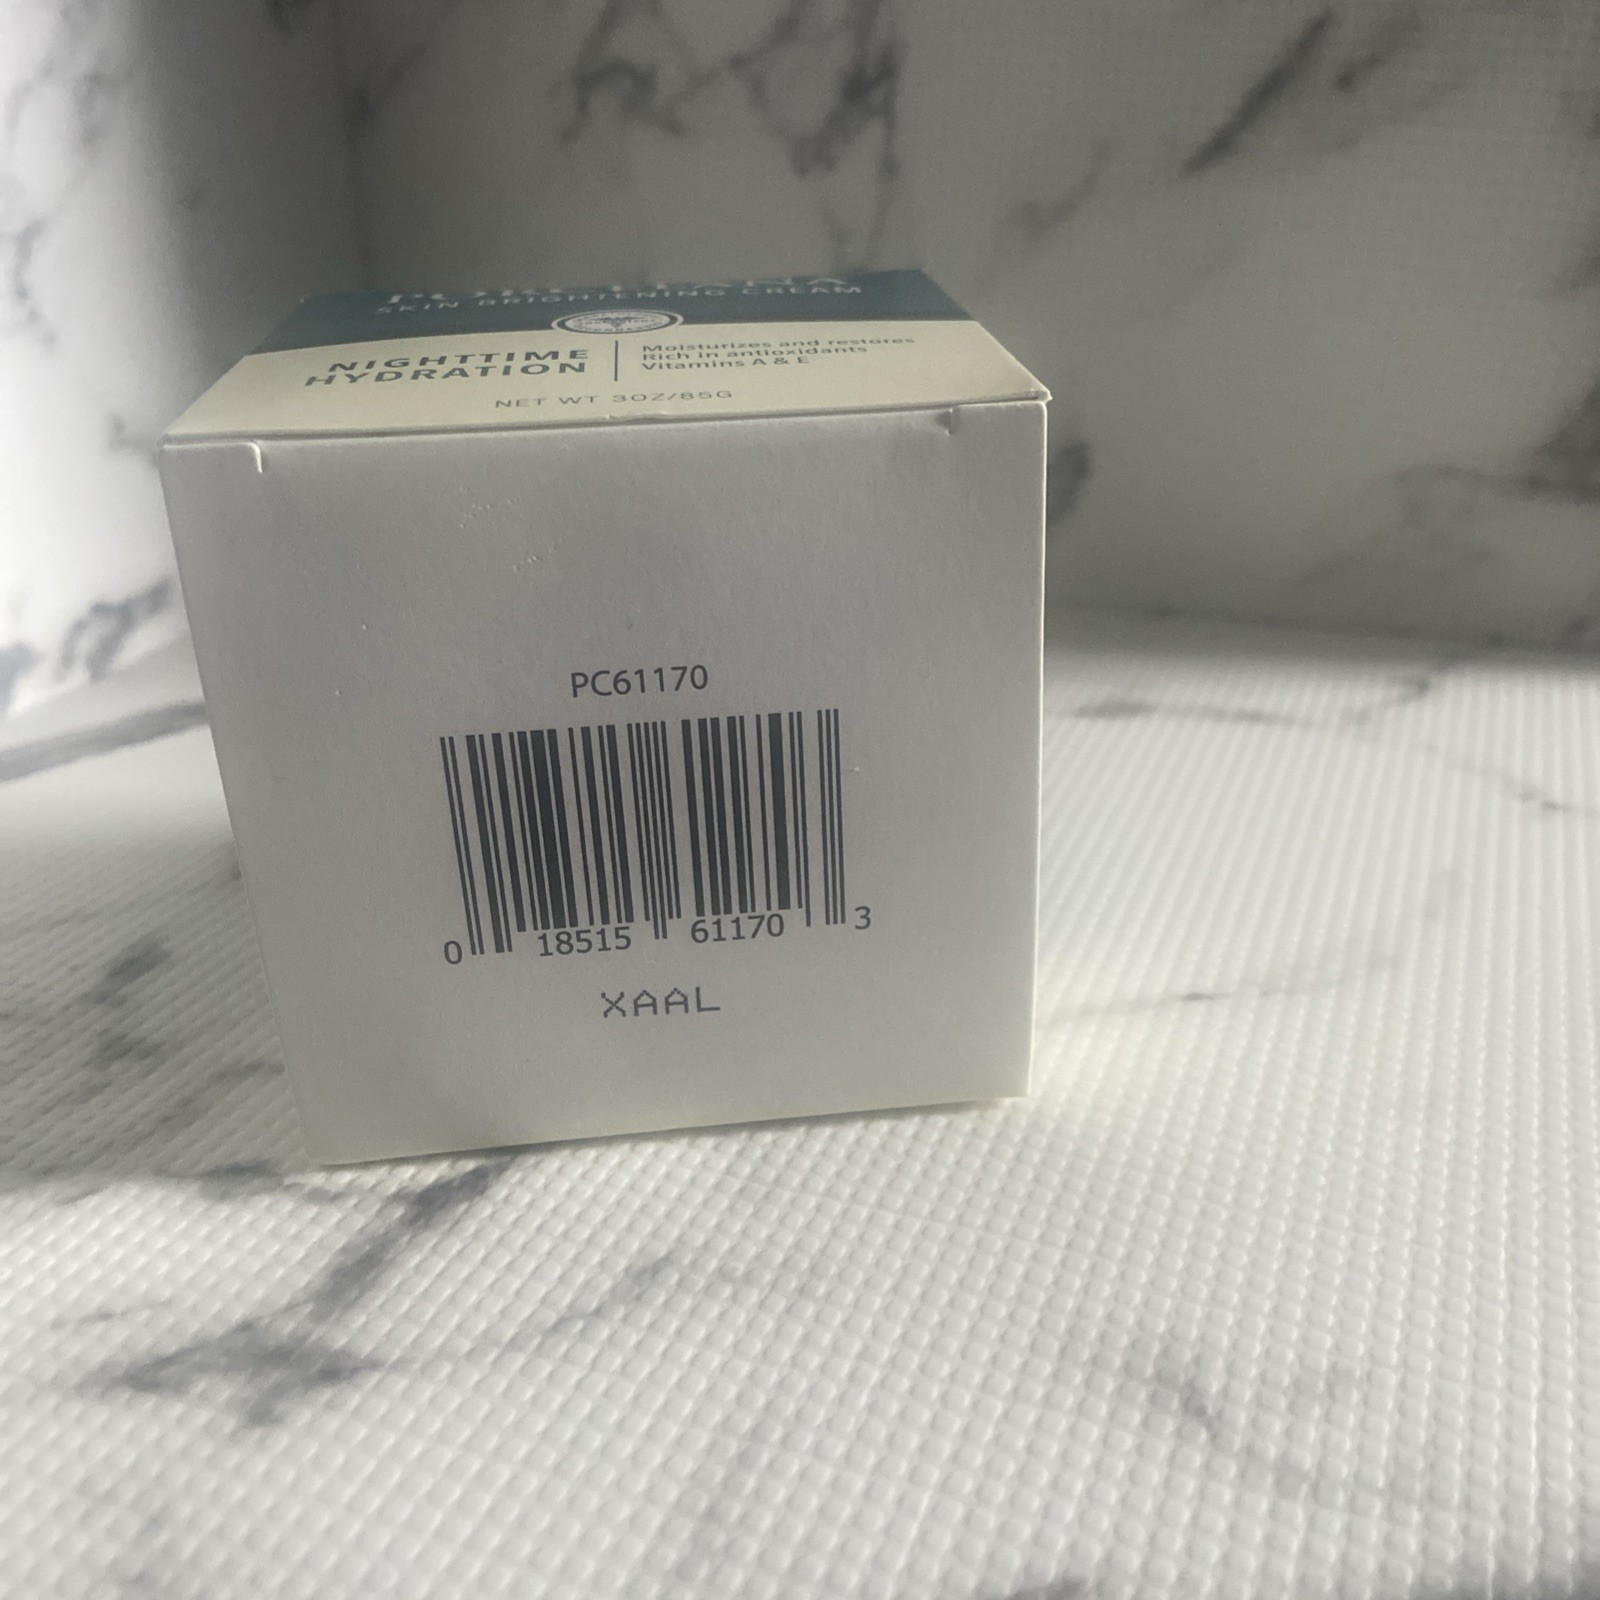 PORCELANA
SKIN BRIGHTENING CREAM
NIGHTTIME
HYDRATION
Moisturizes and restores
Rich in antioxidants
Vitamins A & E
NET WT 3OZ/85G
PC61170
0 18515 61170 3
XAAL